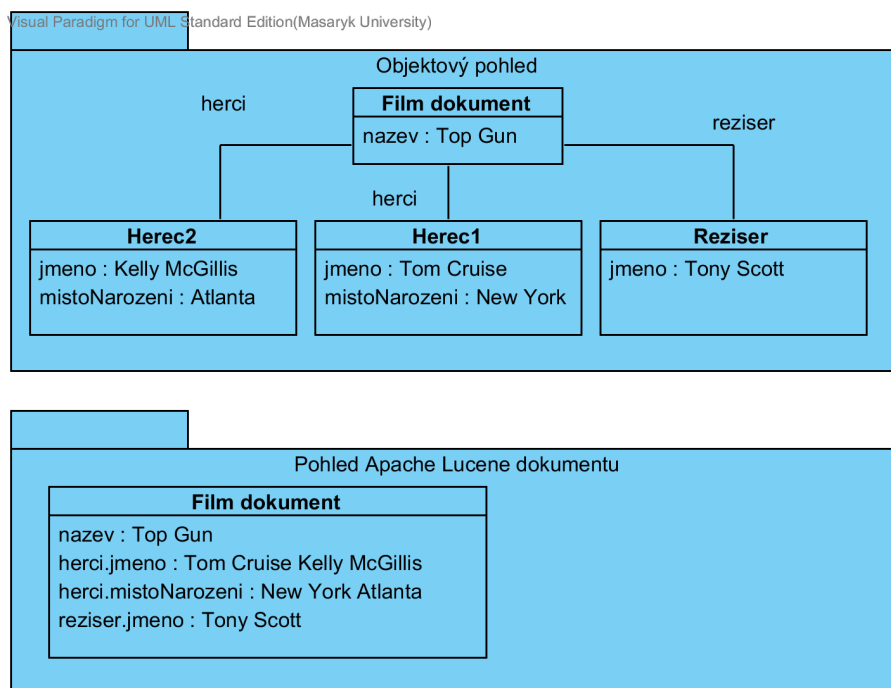 Visual Paradigm for UML Standard Edition(Masaryk University)
Objektový pohled
herci
Film dokument
nazev : Top Gun
reziser
herci
Herec2
jmeno : Kelly McGillis
mistoNarozeni : Atlanta
Herec1
jmeno : Tom Cruise
mistoNarozeni : New York
Reziser
jmeno : Tony Scott
Pohled Apache Lucene dokumentu
Film dokument
nazev : Top Gun
herci.jmeno : Tom Cruise Kelly McGillis
herci.mistoNarozeni : New York Atlanta
reziser.jmeno : Tony Scott